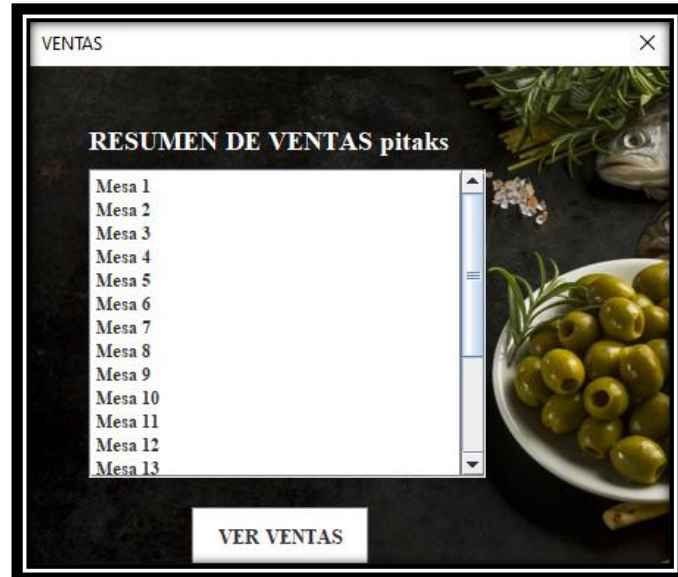 VENTAS
RESUMEN DE VENTAS pitaks
Mesa 1
Mesa 2
Mesa 3
Mesa 4
Mesa 5
Mesa 6
Mesa 7
Mesa 8
Mesa 9
Mesa 10
Mesa 11
Mesa 12
Mesa 13
VER VENTAS